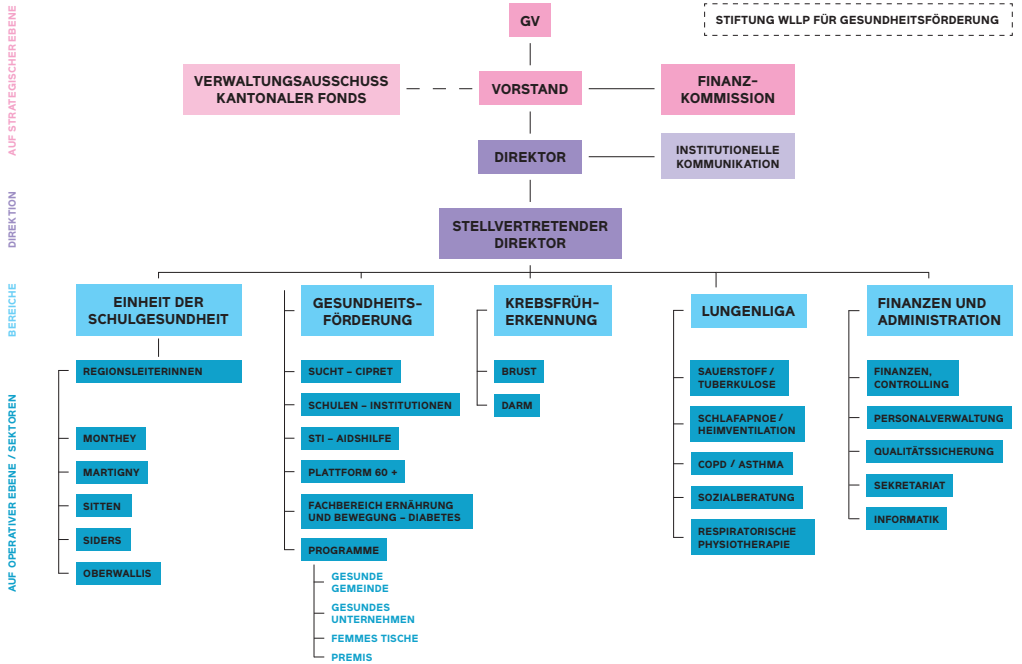 GV
STIFTUNG WLLP FÜR GESUNDHEITSFÖRDERUNG
AUF STRATEGISCHER EBENE
VERWALTUNGSAUSSCHUSS
KANTONALER FONDS
VORSTAND
FINANZ-
KOMMISSION
DIREKTION
DIREKTOR
INSTITUTIONELLE
KOMMUNIKATION
STELLVERTRETENDER
DIREKTOR
BEREICHE
EINHEIT DER
SCHULGESUNDHEIT
GESUNDHEITS-
FÖRDERUNG
KREBSFRÜH-
ERKENNUNG
LUNGENLIGA
FINANZEN UND
ADMINISTRATION
AUF OPERATIVER EBENE / SEKTOREN
REGIONSLEITERINNEN
MONTHEY
MARTIGNY
SITTEN
SIDERS
OBERWALLIS
SUCHT – CIPRET
SCHULEN – INSTITUTIONEN
STI – AIDSHILFE
PLATTFORM 60 +
FACHBEREICH ERNÄHRUNG
UND BEWEGUNG – DIABETES
PROGRAMME
GESUNDE
GEMEINDE
GESUNDES
UNTERNEHMEN
FEMMES TISCHE
PREMIS
BRUST
DARM
SAUERSTOFF /
TUBERKULOSE
SCHLAFAPNOE /
HEIMVENTILATION
COPD / ASTHMA
SOZIALBERATUNG
RESPIRATORISCHE
PHYSIOTHERAPIE
FINANZEN,
CONTROLLING
PERSONALVERWALTUNG
QUALITÄTSSICHERUNG
SEKRETARIAT
INFORMATIK